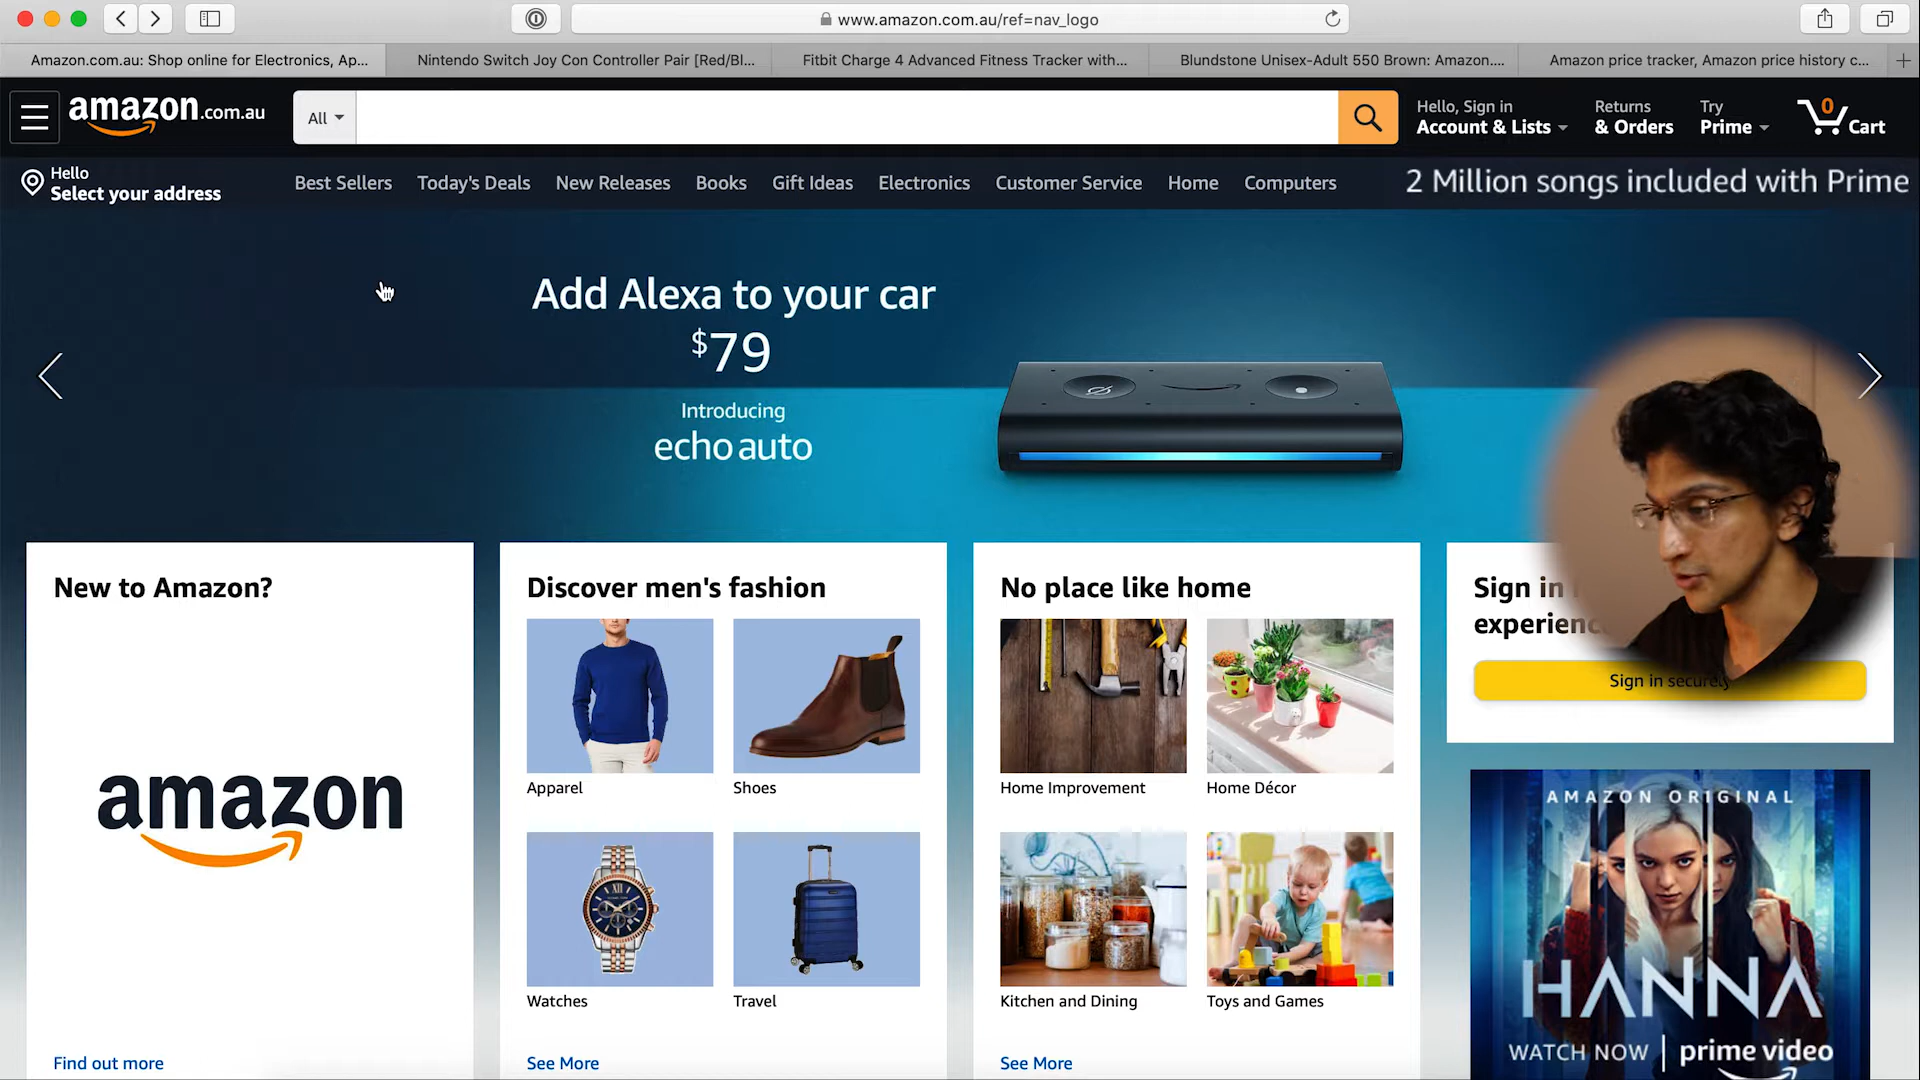 www.amazon.com.au/ref=nav_logo
Amazon.com.au: Shop online for Electronics, Ap...
Nintendo Switch Joy Con Controller Pair [Red/Bl...
Fitbit Charge 4 Advanced Fitness Tracker with...
Blundstone Unisex-Adult 550 Brown: Amazon....
Amazon price tracker, Amazon price history c...
amazon.com.au
All
Hello, Sign in
Account & Lists
Returns
& Orders
Try
Prime
0
Cart
Hello
Select your address
Best Sellers
Today's Deals
New Releases
Books
Gift Ideas
Electronics
Customer Service
Home
Computers
2 Million songs included with Prime
Add Alexa to your car
$79
Introducing
echo auto
New to Amazon?
amazon
Find out more
Discover men's fashion
Apparel
Shoes
Watches
Travel
See More
No place like home
Home Improvement
Home Décor
Kitchen and Dining
Toys and Games
See More
Sign in
Sign in securely
AMAZON ORIGINAL
HANNA
WATCH NOW | prime video